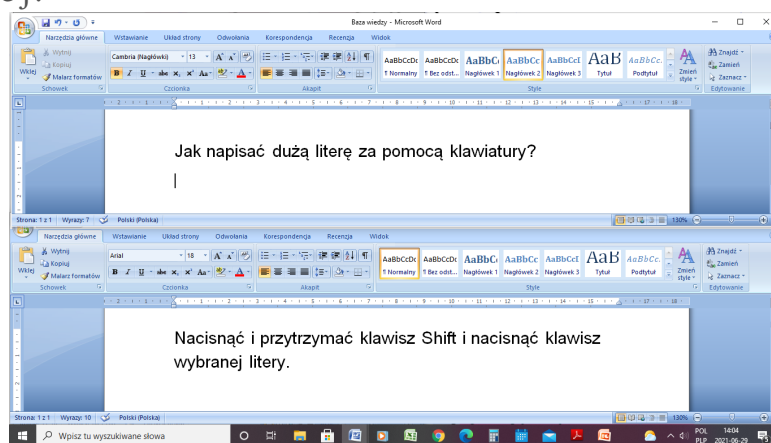 Baza wiedzy - Microsoft Word
Narzędzia główne Wstawianie Układ strony Odwołania Korespondencja Recenzja Widok
Wklej
Wytnij
Kopiuj
Malarz formatów
Schowek
Cambria (Nagłówki) 13
Czcionka
Akapit
AaBbCcDc AaBbCcDc AaBbC AaBbCc AaBbCcI AaB AaBbCc.
¶ Normalny ¶ Bez odst... Nagłówek 1 Nagłówek 2 Nagłówek 3 Tytuł Podtytuł
Zmień style
Style
Znajdź
Zamień
Zaznacz
Edytowanie
Jak napisać dużą literę za pomocą klawiatury?
Strona: 1 z 1 Wyrazy: 7 Polski (Polska) 130%
Narzędzia główne Wstawianie Układ strony Odwołania Korespondencja Recenzja Widok
Wklej
Wytnij
Kopiuj
Malarz formatów
Schowek
Arial 18
Czcionka
Akapit
AaBbCcDc AaBbCcDc AaBbC AaBbCc AaBbCcI AaB AaBbCc.
¶ Normalny ¶ Bez odst... Nagłówek 1 Nagłówek 2 Nagłówek 3 Tytuł Podtytuł
Zmień style
Style
Znajdź
Zamień
Zaznacz
Edytowanie
Nacisnąć i przytrzymać klawisz Shift i nacisnąć klawisz
wybranej litery.
Strona: 1 z 1 Wyrazy: 10 Polski (Polska) 130%
Wpisz tu wyszukiwane słowa
POL 14:04
PLP 2021-06-29